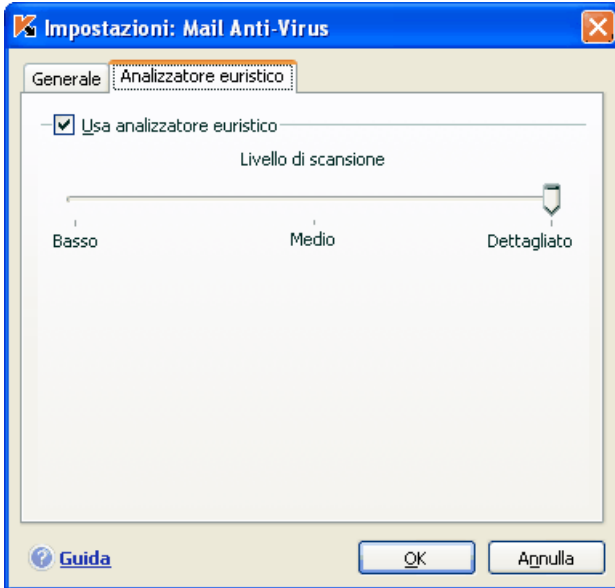 Impostazioni: Mail Anti-Virus
Generale
Analizzatore euristico
Usa analizzatore euristico
Livello di scansione
Basso Medio Dettagliato
Guida OK Annulla